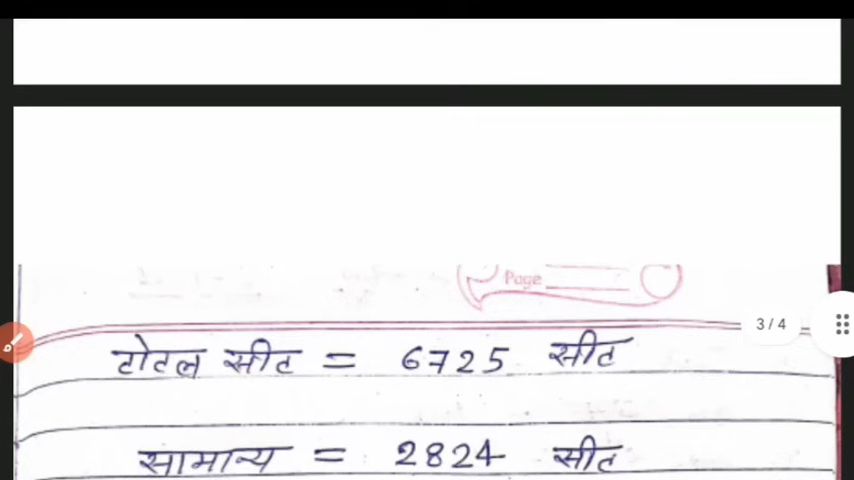 Page
टोटल सीट = 6725 सीट
3 / 4
सामान्य = 2824 सीट